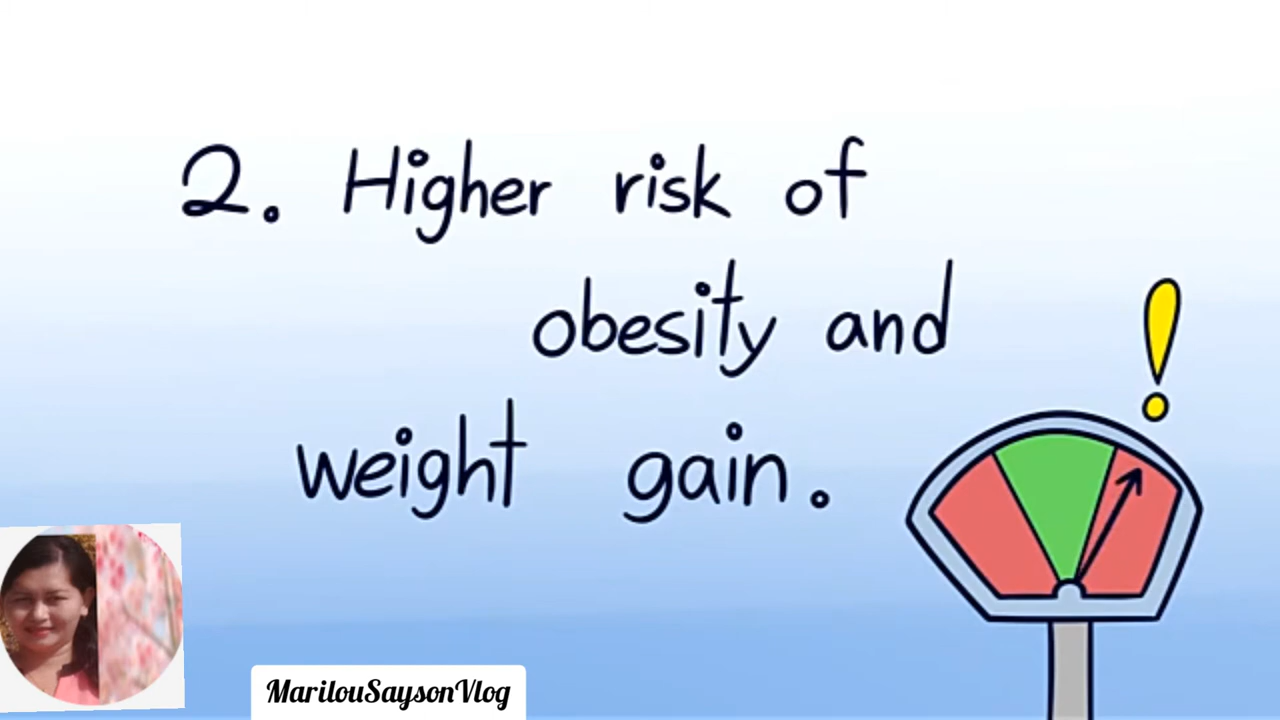 2. Higher risk of
obesity and
weight gain.
!
MarilouSaysonVlog